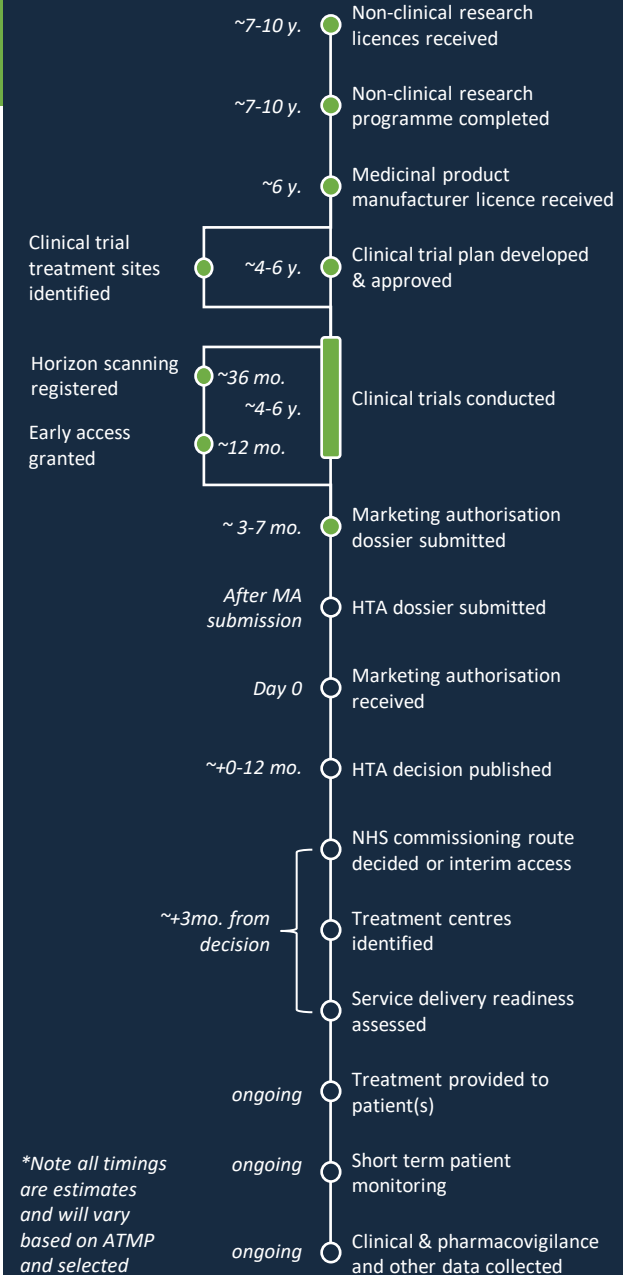 ~7-10 y.
Non-clinical research
licences received
~7-10 y.
Non-clinical research
programme completed
~6 y.
Medicinal product
manufacturer licence received
Clinical trial
treatment sites
identified
~4-6 y.
Clinical trial plan developed
& approved
Horizon scanning
registered
~36 mo.
~4-6 y.
Clinical trials conducted
Early access
granted
~12 mo.
~ 3-7 mo.
Marketing authorisation
dossier submitted
After MA
submission
HTA dossier submitted
Day 0
Marketing authorisation
received
~+0-12 mo.
HTA decision published
NHS commissioning route
decided or interim access
~+3mo. from
decision
Treatment centres
identified
Service delivery readiness
assessed
ongoing
Treatment provided to
patient(s)
ongoing
Short term patient
monitoring
ongoing
Clinical & pharmacovigilance
and other data collected
*Note all timings
are estimates
and will vary
based on ATMP
and selected